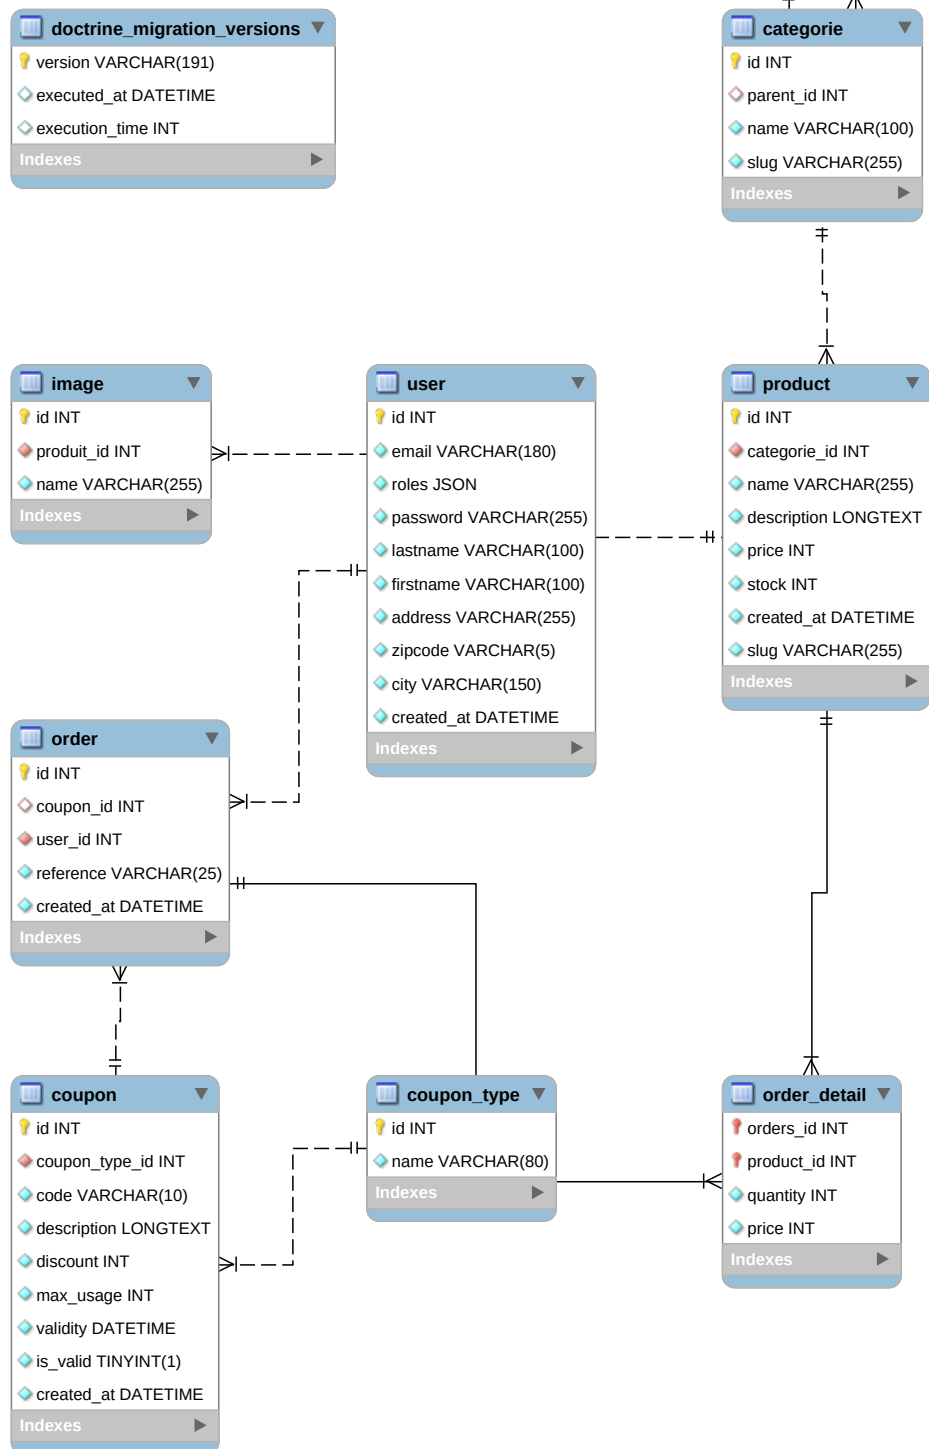 doctrine_migration_versions
version VARCHAR(191)
executed_at DATETIME
execution_time INT
Indexes
categorie
id INT
parent_id INT
name VARCHAR(100)
slug VARCHAR(255)
Indexes
image
id INT
produit_id INT
name VARCHAR(255)
Indexes
user
id INT
email VARCHAR(180)
roles JSON
password VARCHAR(255)
lastname VARCHAR(100)
firstname VARCHAR(100)
address VARCHAR(255)
zipcode VARCHAR(5)
city VARCHAR(150)
created_at DATETIME
Indexes
product
id INT
categorie_id INT
name VARCHAR(255)
description LONGTEXT
price INT
stock INT
created_at DATETIME
slug VARCHAR(255)
Indexes
order
id INT
coupon_id INT
user_id INT
reference VARCHAR(25)
created_at DATETIME
Indexes
coupon
id INT
coupon_type_id INT
code VARCHAR(10)
description LONGTEXT
discount INT
max_usage INT
validity DATETIME
is_valid TINYINT(1)
created_at DATETIME
Indexes
coupon_type
id INT
name VARCHAR(80)
Indexes
order_detail
orders_id INT
product_id INT
quantity INT
price INT
Indexes